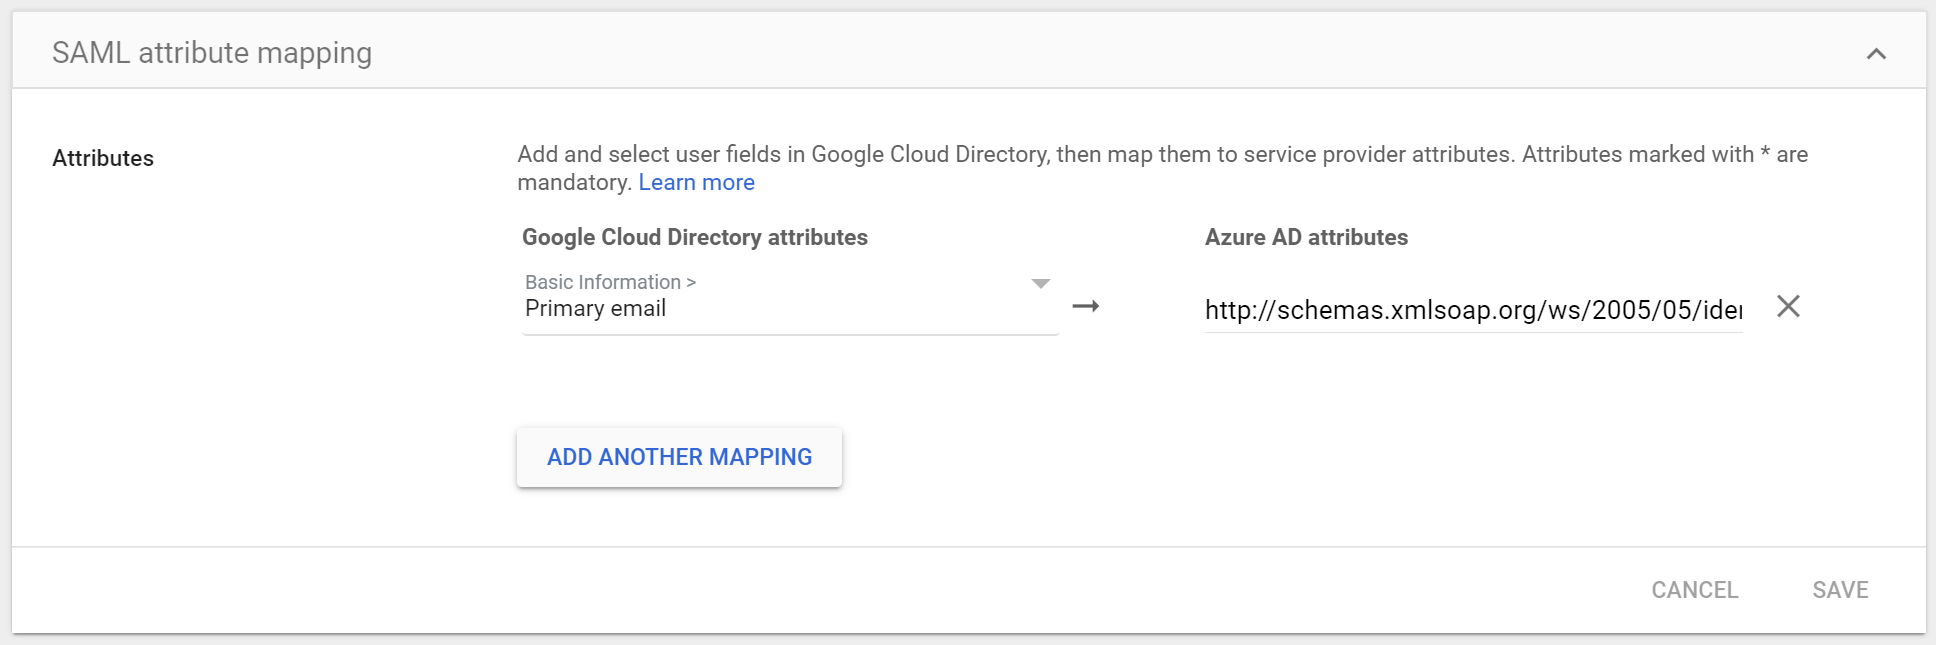 SAML attribute mapping
Attributes
Add and select user fields in Google Cloud Directory, then map them to service provider attributes. Attributes marked with * are
mandatory. Learn more
Google Cloud Directory attributes
Azure AD attributes
Basic Information >
Primary email
http://schemas.xmlsoap.org/ws/2005/05/ider
ADD ANOTHER MAPPING
CANCEL
SAVE